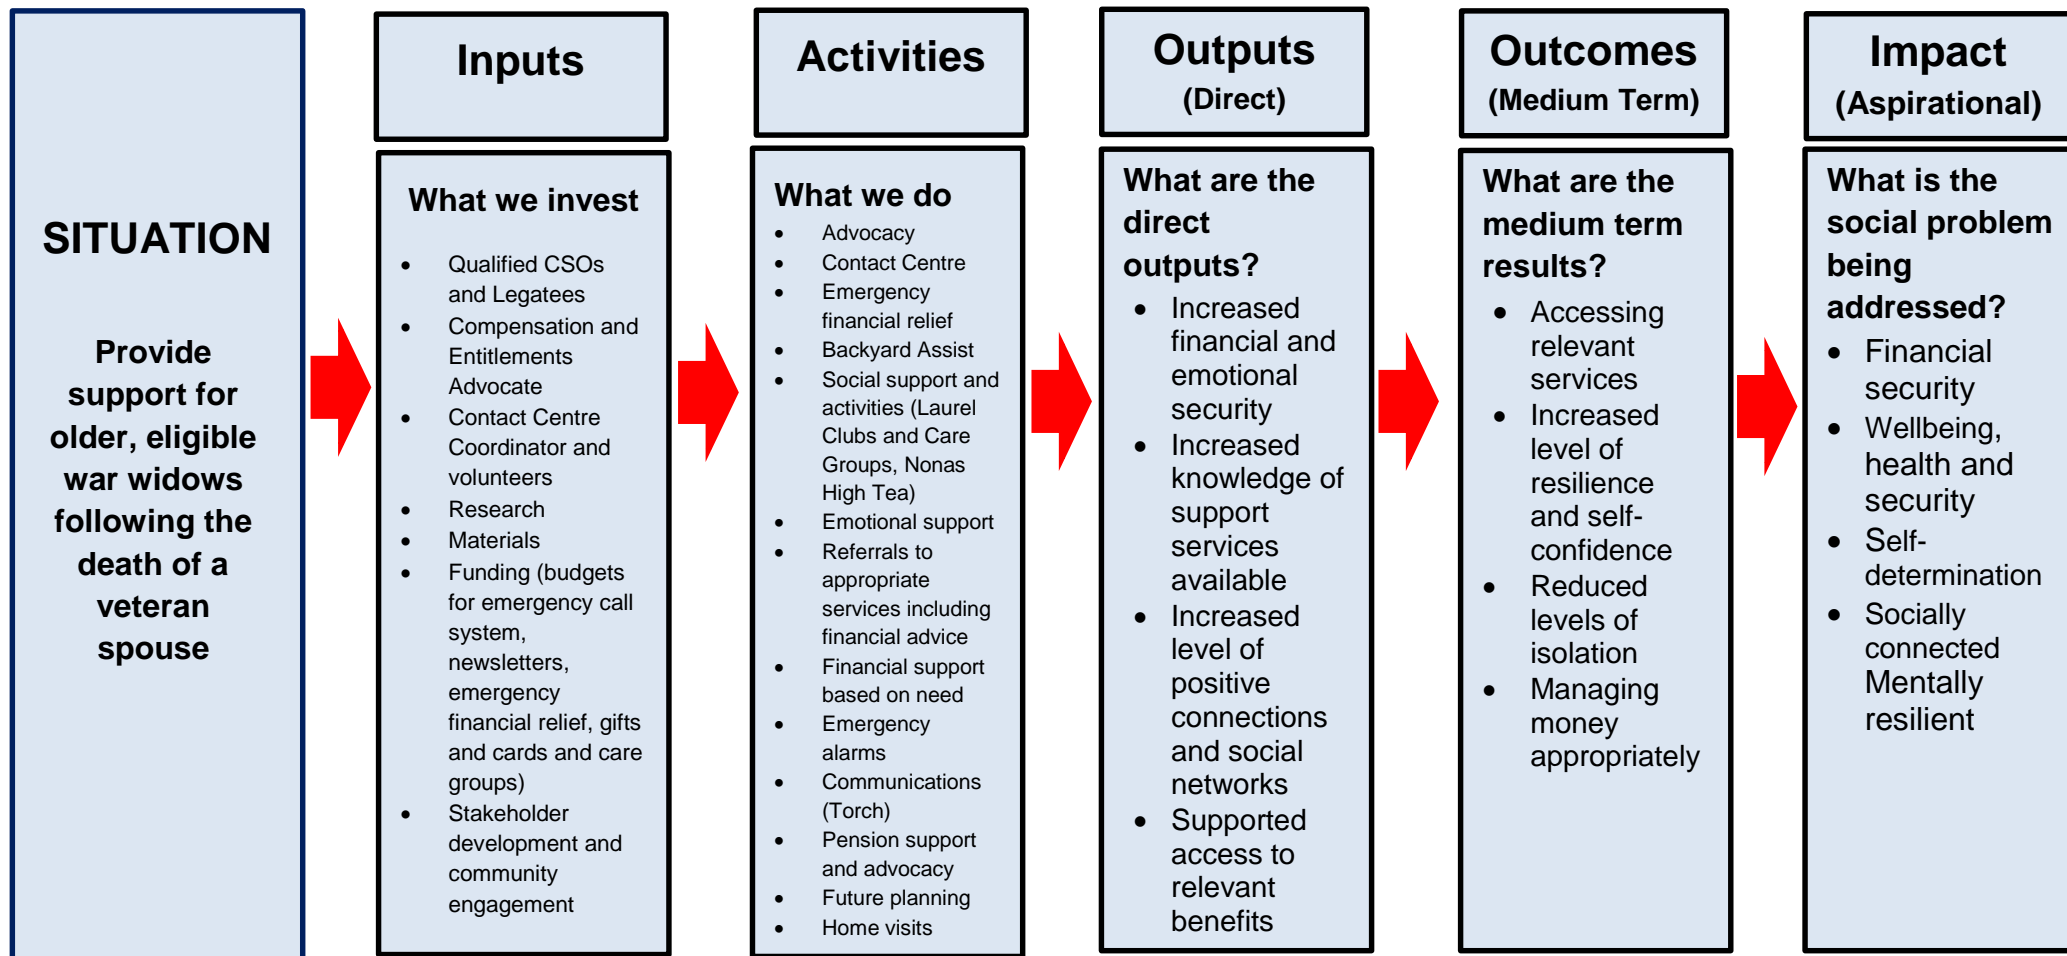 SITUATION
Provide
support for
older, eligible
war widows
following the
death of a
veteran
spouse
Inputs
What we invest
• Qualified CSOs
and Legatees
• Compensation and
Entitlements
Advocate
• Contact Centre
Coordinator and
volunteers
• Research
• Materials
• Funding (budgets
for emergency call
system,
newsletters,
emergency
financial relief, gifts
and cards and care
groups)
• Stakeholder
development and
community
engagement
Activities
What we do
• Advocacy
• Contact Centre
• Emergency
financial relief
• Backyard Assist
• Social support and
activities (Laurel
Clubs and Care
Groups, Nonas
High Tea)
• Emotional support
• Referrals to
appropriate
services including
financial advice
• Financial support
based on need
• Emergency
alarms
• Communications
(Torch)
• Pension support
and advocacy
• Future planning
• Home visits
Outputs
(Direct)
What are the
direct
outputs?
• Increased
financial and
emotional
security
• Increased
knowledge of
support
services
available
• Increased
level of
positive
connections
and social
networks
• Supported
access to
relevant
benefits
Outcomes
(Medium Term)
What are the
medium term
results?
• Accessing
relevant
services
• Increased
level of
resilience
and self-
confidence
• Reduced
levels of
isolation
• Managing
money
appropriately
Impact
(Aspirational)
What is the
social problem
being
addressed?
• Financial
security
• Wellbeing,
health and
security
• Self-
determination
• Socially
connected
Mentally
resilient